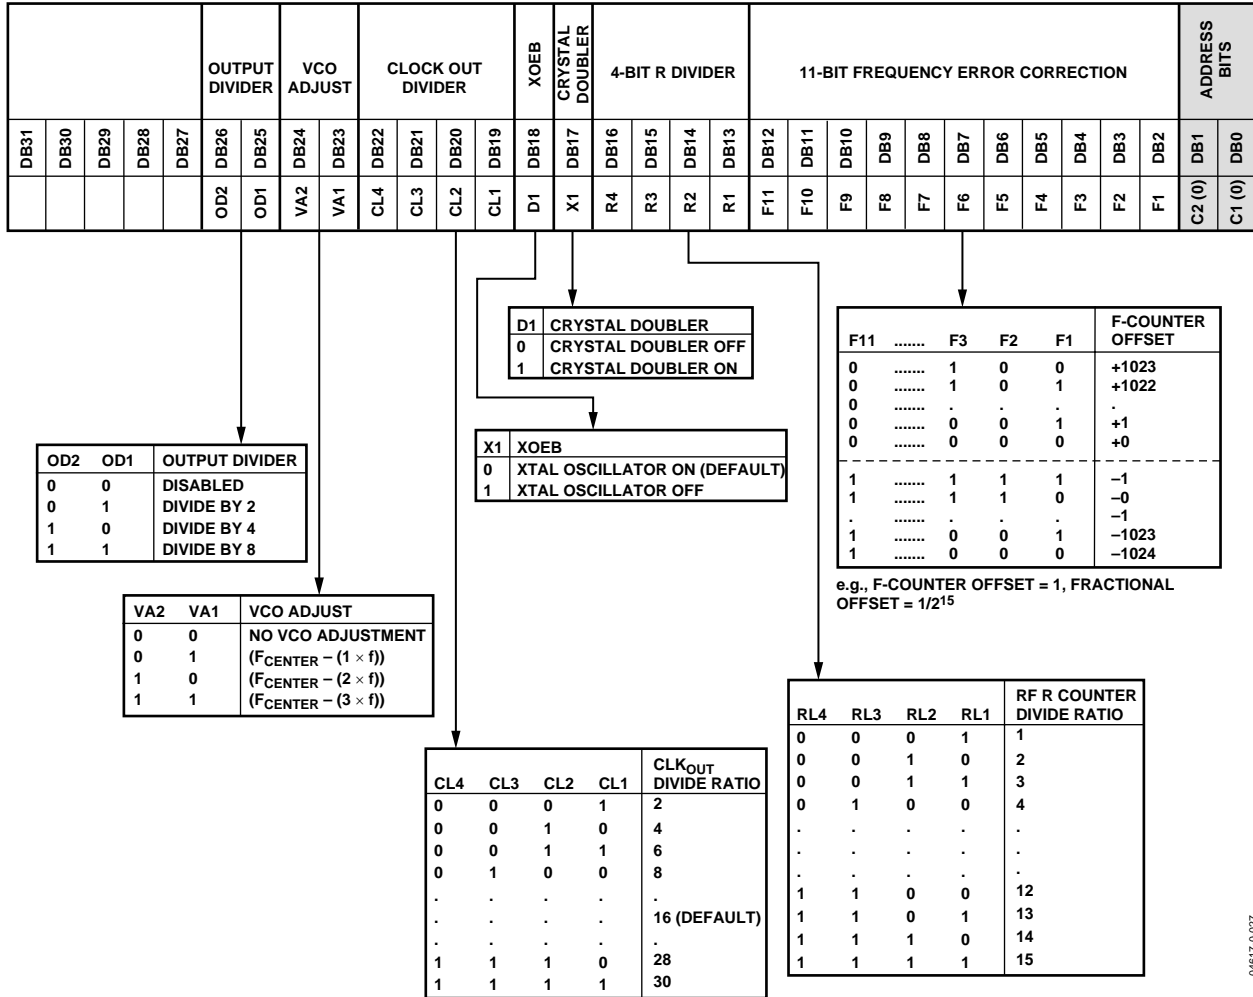 OUTPUT DIVIDER
VCO ADJUST
CLOCK OUT DIVIDER
XOEB
CRYSTAL DOUBLER
4-BIT R DIVIDER
11-BIT FREQUENCY ERROR CORRECTION
ADDRESS BITS
DB31 DB30 DB29 DB28 DB27 DB26 DB25 DB24 DB23 DB22 DB21 DB20 DB19 DB18 DB17 DB16 DB15 DB14 DB13 DB12 DB11 DB10 DB9 DB8 DB7 DB6 DB5 DB4 DB3 DB2 DB1 DB0
OD2 OD1 VA2 VA1 CL4 CL3 CL2 CL1 D1 X1 R4 R3 R2 R1 F11 F10 F9 F8 F7 F6 F5 F4 F3 F2 F1 C2 (0) C1 (0)
D1 CRYSTAL DOUBLER
0 CRYSTAL DOUBLER OFF
1 CRYSTAL DOUBLER ON
F11 ....... F3 F2 F1 F-COUNTER OFFSET
0 ....... 1 0 0 +1023
0 ....... 1 0 1 +1022
0 ....... . . . .
0 ....... 0 0 1 +1
0 ....... 0 0 0 +0
1 ....... 1 1 1 –1
1 ....... 1 1 0 –0
. ....... . . . –1
1 ....... 0 0 1 –1023
1 ....... 0 0 0 –1024
e.g., F-COUNTER OFFSET = 1, FRACTIONAL
OFFSET = 1/2¹⁵
X1 XOEB
0 XTAL OSCILLATOR ON (DEFAULT)
1 XTAL OSCILLATOR OFF
OD2 OD1 OUTPUT DIVIDER
0 0 DISABLED
0 1 DIVIDE BY 2
1 0 DIVIDE BY 4
1 1 DIVIDE BY 8
VA2 VA1 VCO ADJUST
0 0 NO VCO ADJUSTMENT
0 1 (FCENTER – (1 × f))
1 0 (FCENTER – (2 × f))
1 1 (FCENTER – (3 × f))
CL4 CL3 CL2 CL1 CLKOUT DIVIDE RATIO
0 0 0 1 2
0 0 1 0 4
0 0 1 1 6
0 1 0 0 8
. . . . .
. . . . 16 (DEFAULT)
. . . . .
1 1 1 0 28
1 1 1 1 30
RL4 RL3 RL2 RL1 RF R COUNTER DIVIDE RATIO
0 0 0 1 1
0 0 1 0 2
0 0 1 1 3
0 1 0 0 4
. . . . .
. . . . .
. . . . .
1 1 0 0 12
1 1 0 1 13
1 1 1 0 14
1 1 1 1 15
04617-0-027